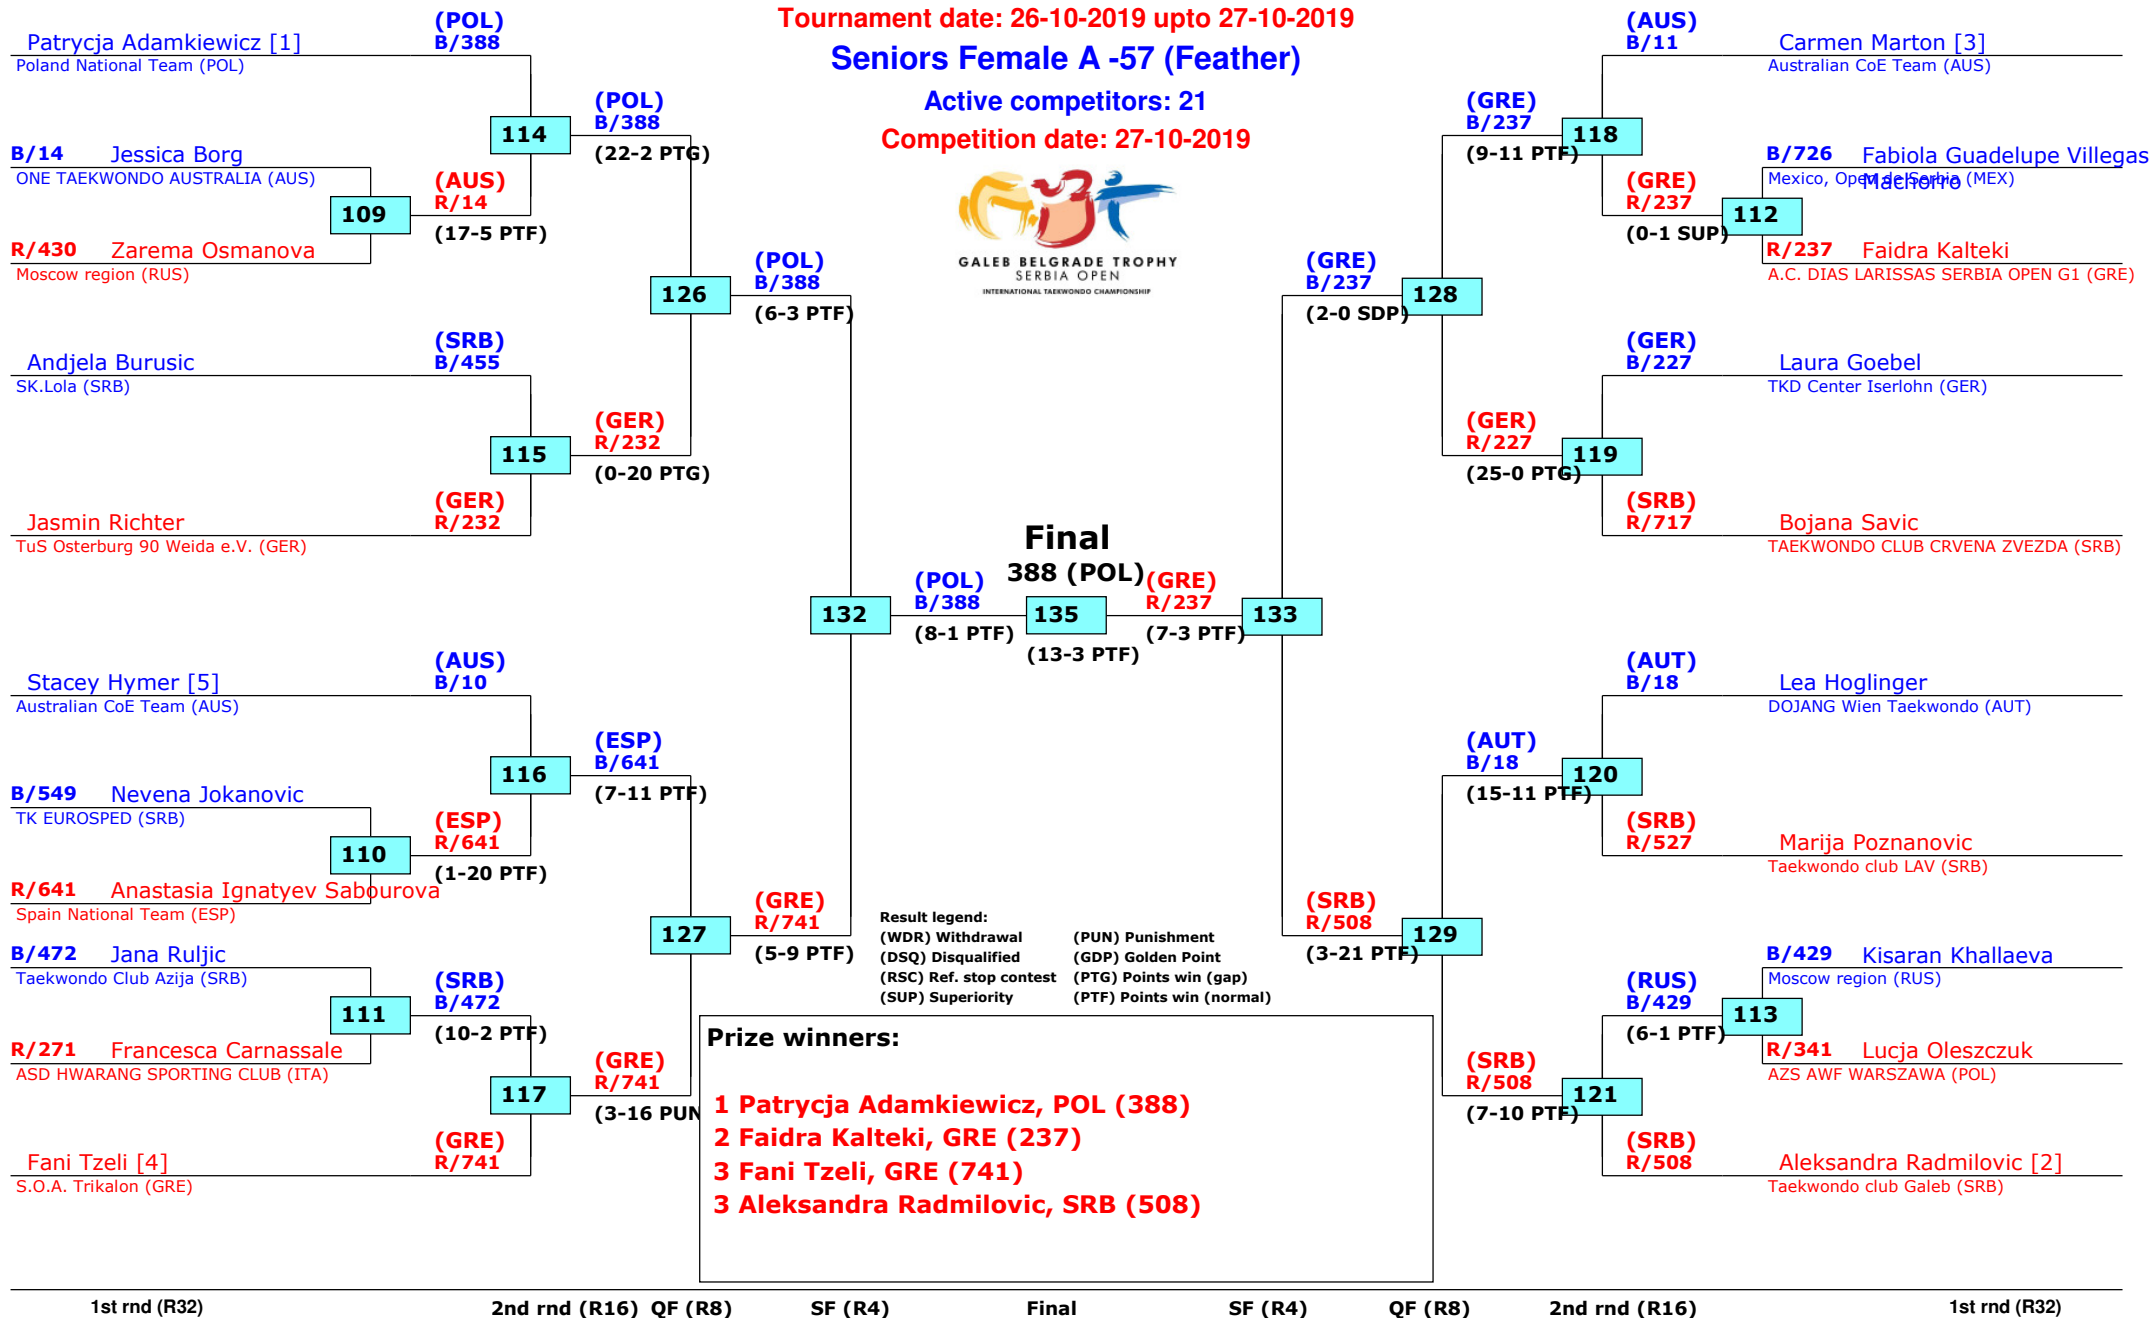 Tournament date: 26-10-2019 upto 27-10-2019
Seniors Female A -57 (Feather)
Active competitors: 21
Competition date: 27-10-2019
GALEB BELGRADE TROPHY
SERBIA OPEN
INTERNATIONAL TAEKWONDO CHAMPIONSHIP
Patrycja Adamkiewicz [1]
Poland National Team (POL)
(POL)
B/388
B/14 Jessica Borg
ONE TAEKWONDO AUSTRALIA (AUS)
109
R/430 Zarema Osmanova
Moscow region (RUS)
(AUS)
R/14
(17-5 PTF)
114
(POL)
B/388
(22-2 PTG)
Andjela Burusic
SK.Lola (SRB)
(SRB)
B/455
115
Jasmin Richter
TuS Osterburg 90 Weida e.V. (GER)
(GER)
R/232
(GER)
R/232
(0-20 PTG)
126
(POL)
B/388
(6-3 PTF)
Stacey Hymer [5]
Australian CoE Team (AUS)
(AUS)
B/10
B/549 Nevena Jokanovic
TK EUROSPED (SRB)
110
R/641 Anastasia Ignatyev Sabourova
Spain National Team (ESP)
(ESP)
R/641
(1-20 PTF)
116
(ESP)
B/641
(7-11 PTF)
B/472 Jana Ruljic
Taekwondo Club Azija (SRB)
111
R/271 Francesca Carnassale
ASD HWARANG SPORTING CLUB (ITA)
(SRB)
B/472
(10-2 PTF)
117
Fani Tzeli [4]
S.O.A. Trikalon (GRE)
(GRE)
R/741
(GRE)
R/741
(3-16 PUN
127
(GRE)
R/741
(5-9 PTF)
132
(POL)
B/388
(8-1 PTF)
Final
388 (POL)
135
(13-3 PTF)
(GRE)
R/237
(7-3 PTF)
133
(GRE)
B/237
(2-0 SDP)
128
(GRE)
B/237
(9-11 PTF)
118
(AUS)
B/11
Carmen Marton [3]
Australian CoE Team (AUS)
(GRE)
R/237
(0-1 SUP)
112
B/726 Fabiola Guadelupe Villegas
Machorro
Mexico, Open de Serbia (MEX)
R/237 Faidra Kalteki
A.C. DIAS LARISSAS SERBIA OPEN G1 (GRE)
(GER)
R/227
(25-0 PTG)
119
(GER)
B/227
Laura Goebel
TKD Center Iserlohn (GER)
(SRB)
R/717
Bojana Savic
TAEKWONDO CLUB CRVENA ZVEZDA (SRB)
(SRB)
R/508
(3-21 PTF)
129
(AUT)
B/18
(15-11 PTF)
120
(AUT)
B/18
Lea Hoglinger
DOJANG Wien Taekwondo (AUT)
(SRB)
R/527
Marija Poznanovic
Taekwondo club LAV (SRB)
(SRB)
R/508
(7-10 PTF)
121
(RUS)
B/429
(6-1 PTF)
113
B/429 Kisaran Khallaeva
Moscow region (RUS)
R/341 Lucja Oleszczuk
AZS AWF WARSZAWA (POL)
(SRB)
R/508
Aleksandra Radmilovic [2]
Taekwondo club Galeb (SRB)
Result legend:
(WDR) Withdrawal (PUN) Punishment
(DSQ) Disqualified (GDP) Golden Point
(RSC) Ref. stop contest (PTG) Points win (gap)
(SUP) Superiority (PTF) Points win (normal)
Prize winners:
1 Patrycja Adamkiewicz, POL (388)
2 Faidra Kalteki, GRE (237)
3 Fani Tzeli, GRE (741)
3 Aleksandra Radmilovic, SRB (508)
1st rnd (R32) 2nd rnd (R16) QF (R8) SF (R4) Final SF (R4) QF (R8) 2nd rnd (R16) 1st rnd (R32)